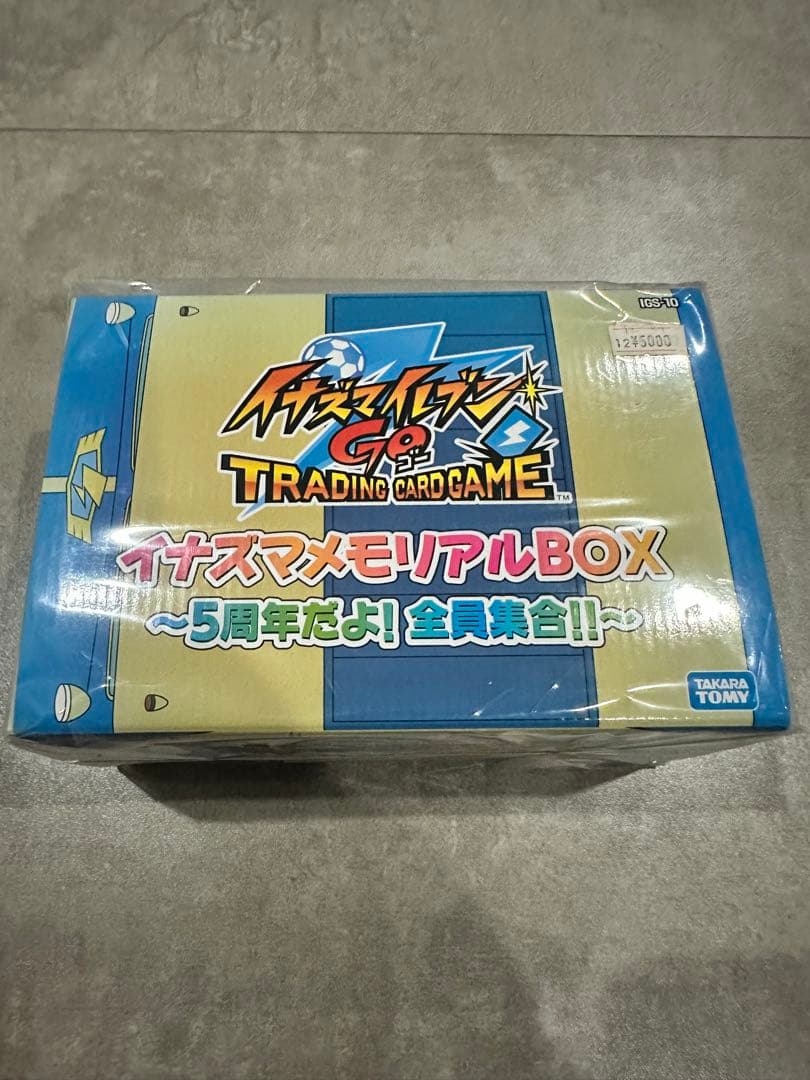 IGS-10
12¥5000
イナズマイレブン
GO
ゴー
TRADING CARD GAME™
イナズマメモリアルBOX
～5周年だよ! 全員集合!!～
TAKARA
TOMY